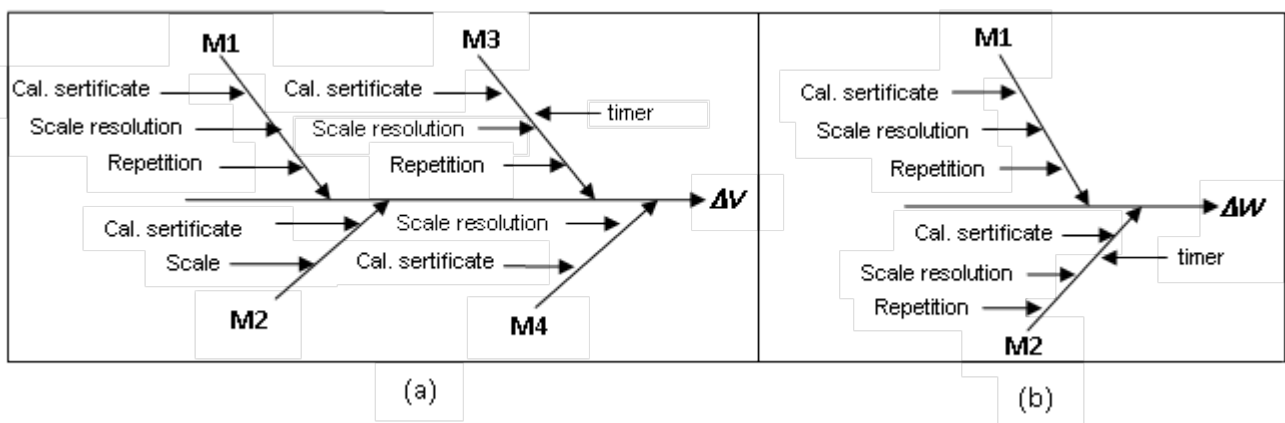 M1
Cal. sertificate
Scale resolution
Repetition
M3
Cal. sertificate
timer
Scale resolution
Repetition
ΔV
Cal. sertificate
Scale
M2
Scale resolution
Cal. sertificate
M4
(a)
M1
Cal. sertificate
Scale resolution
Repetition
ΔW
Cal. sertificate
timer
Scale resolution
Repetition
M2
(b)